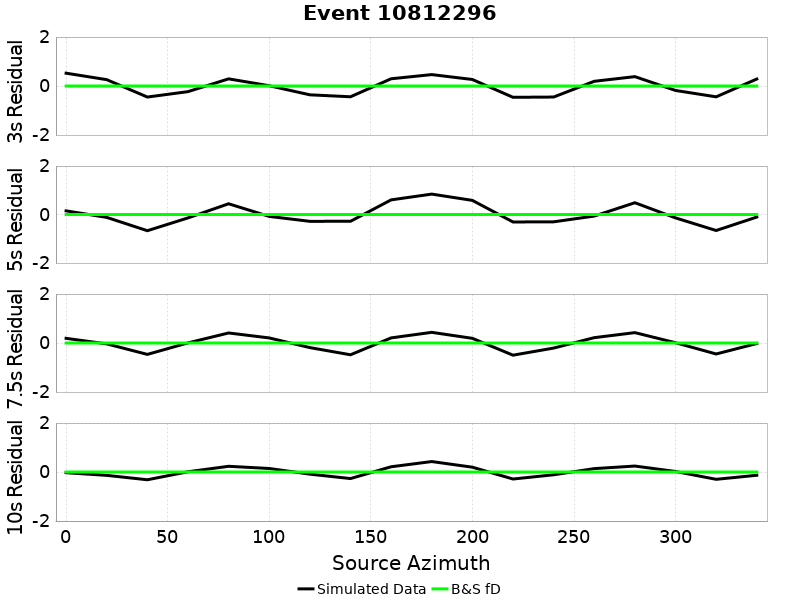 Event 10812296
3s Residual
2
0
-2
5s Residual
2
0
-2
7.5s Residual
2
0
-2
10s Residual
2
0
-2
0 50 100 150 200 250 300
Source Azimuth
Simulated Data B&S fD